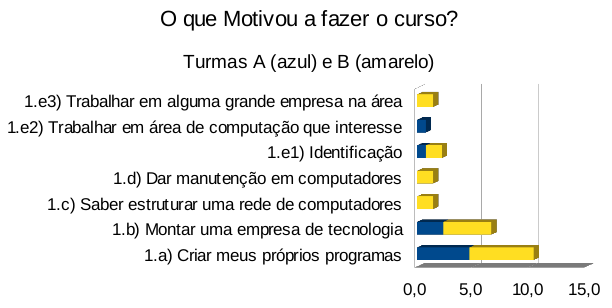 O que Motivou a fazer o curso?
Turmas A (azul) e B (amarelo)
1.e3) Trabalhar em alguma grande empresa na área
1.e2) Trabalhar em área de computação que interesse
1.e1) Identificação
1.d) Dar manutenção em computadores
1.c) Saber estruturar uma rede de computadores
1.b) Montar uma empresa de tecnologia
1.a) Criar meus próprios programas
0,0 5,0 10,0 15,0